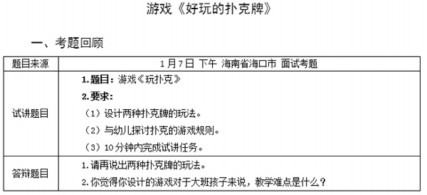 游戏《好玩的扑克牌》
一、考题回顾
题目来源 1月7日 下午 海南省海口市 面试考题
试讲题目
1.题目：游戏《玩扑克》
2.要求：
（1）设计两种扑克牌的玩法。
（2）与幼儿探讨扑克的游戏规则。
（3）10分钟内完成试讲任务。
答辩题目
1.请再说出两种扑克牌的玩法。
2.你觉得你设计的游戏对于大班孩子来说，教学难点是什么？